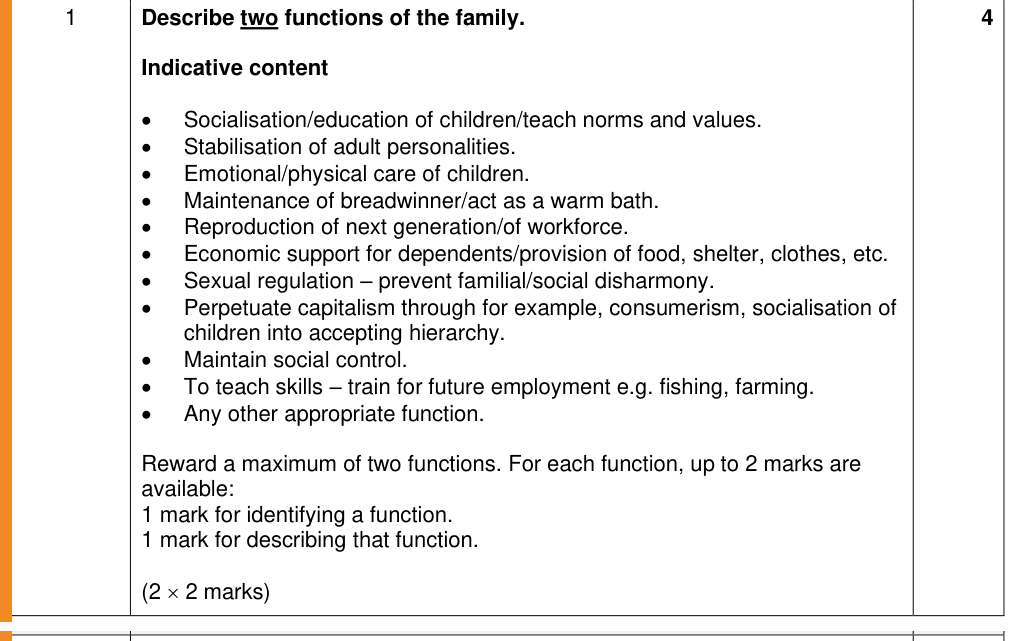 1 Describe two functions of the family. 4
Indicative content
• Socialisation/education of children/teach norms and values.
• Stabilisation of adult personalities.
• Emotional/physical care of children.
• Maintenance of breadwinner/act as a warm bath.
• Reproduction of next generation/of workforce.
• Economic support for dependents/provision of food, shelter, clothes, etc.
• Sexual regulation – prevent familial/social disharmony.
• Perpetuate capitalism through for example, consumerism, socialisation of
children into accepting hierarchy.
• Maintain social control.
• To teach skills – train for future employment e.g. fishing, farming.
• Any other appropriate function.
Reward a maximum of two functions. For each function, up to 2 marks are
available:
1 mark for identifying a function.
1 mark for describing that function.
(2 × 2 marks)